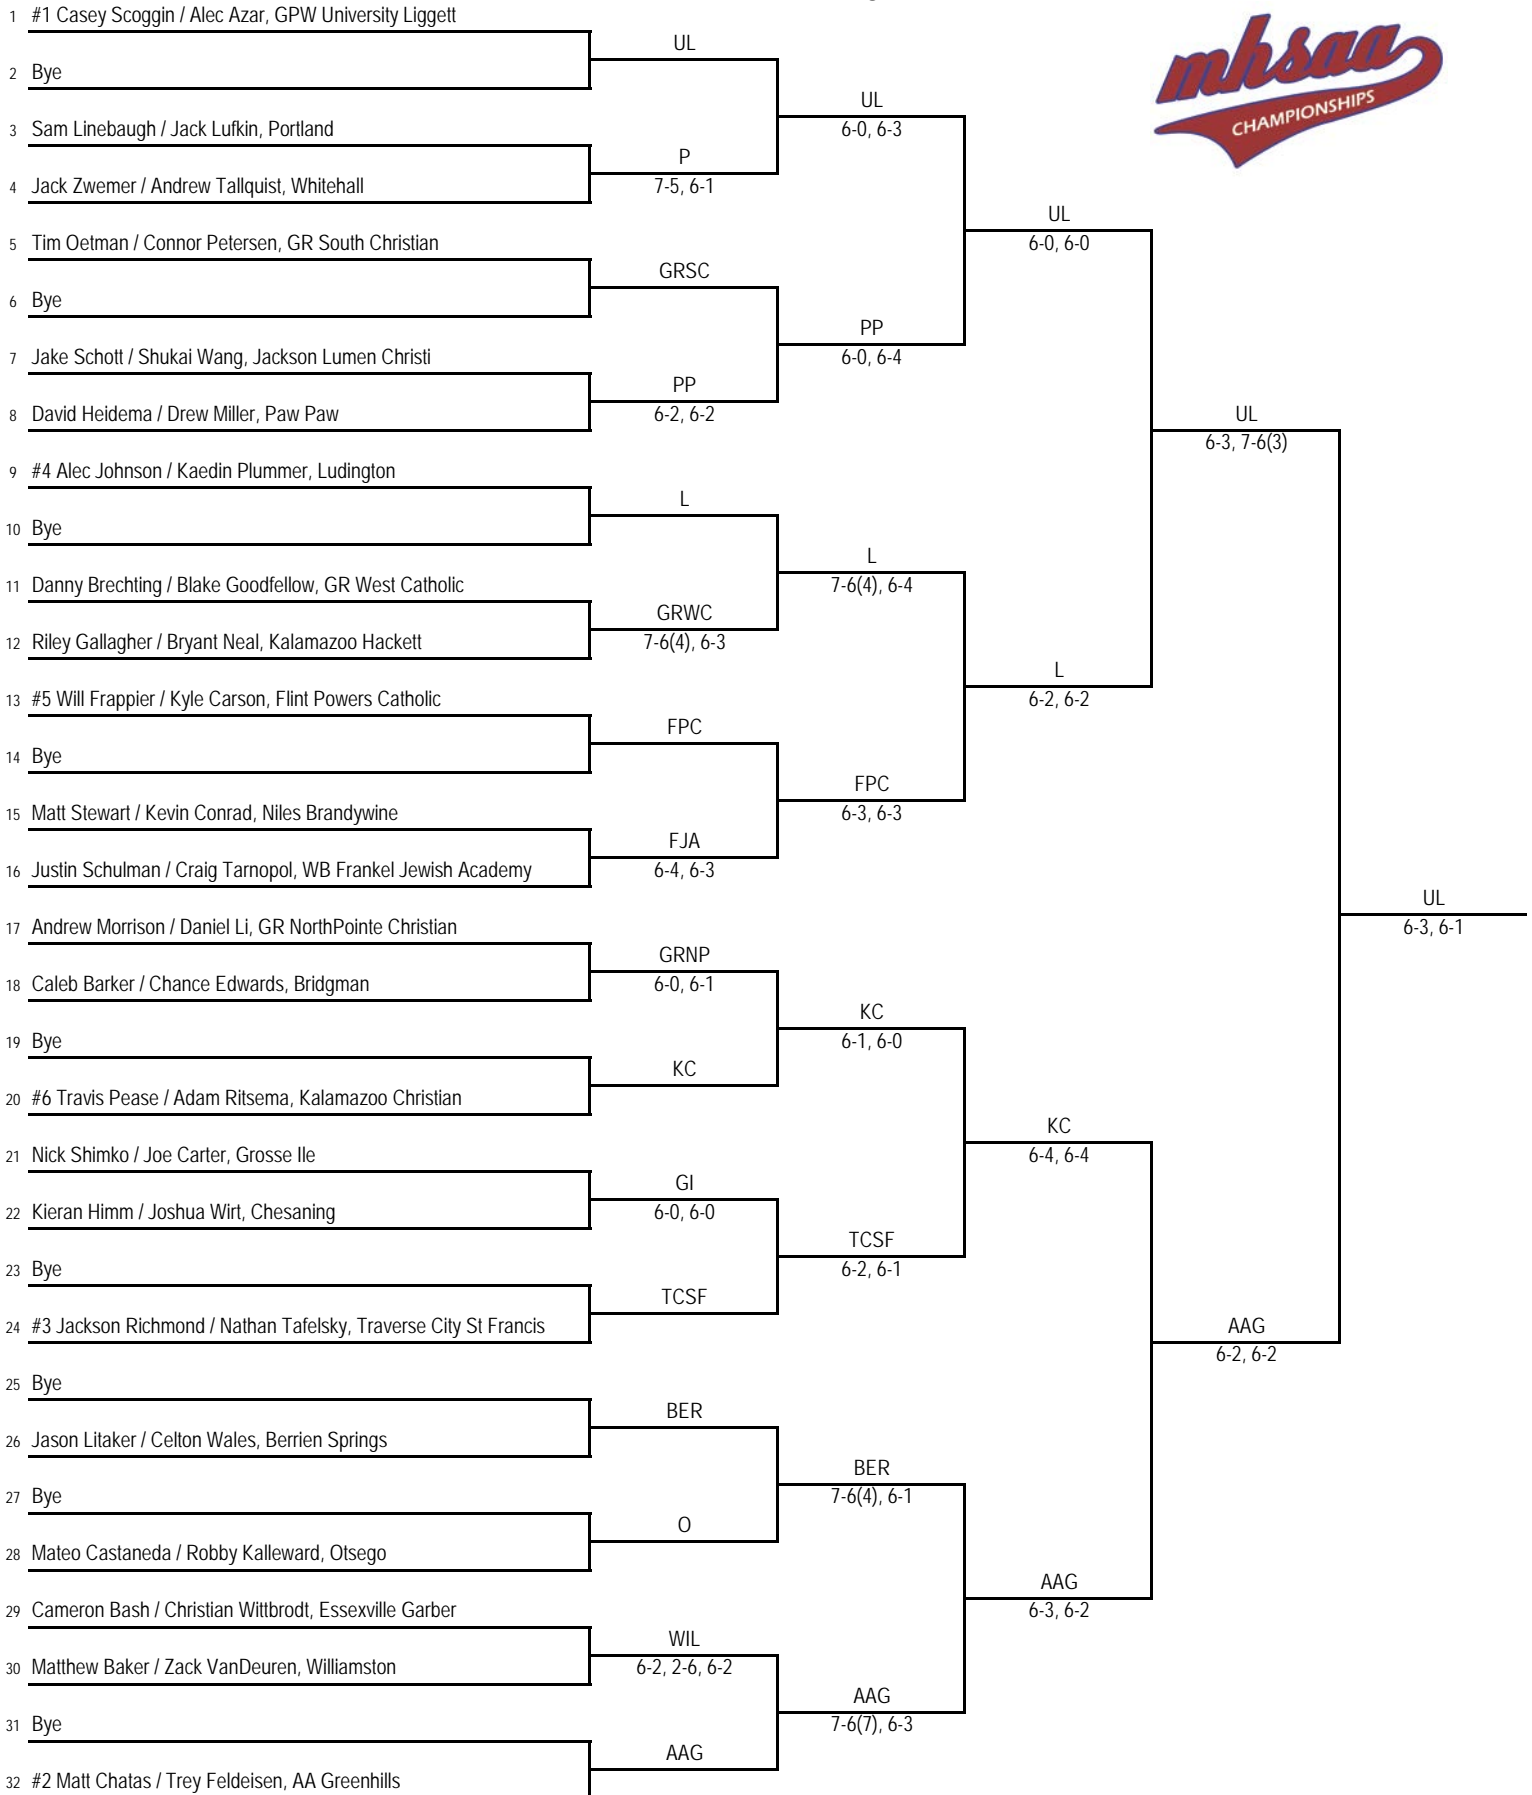 1 #1 Casey Scoggin / Alec Azar, GPW University Liggett
UL
2 Bye
mhsaa
CHAMPIONSHIPS
UL
6-0, 6-3
3 Sam Linebaugh / Jack Lufkin, Portland
P
7-5, 6-1
4 Jack Zwemer / Andrew Tallquist, Whitehall
UL
6-0, 6-0
5 Tim Oetman / Connor Petersen, GR South Christian
GRSC
6 Bye
PP
6-0, 6-4
7 Jake Schott / Shukai Wang, Jackson Lumen Christi
PP
6-2, 6-2
8 David Heidema / Drew Miller, Paw Paw
UL
6-3, 7-6(3)
9 #4 Alec Johnson / Kaedin Plummer, Ludington
L
10 Bye
L
7-6(4), 6-4
11 Danny Brechting / Blake Goodfellow, GR West Catholic
GRWC
7-6(4), 6-3
12 Riley Gallagher / Bryant Neal, Kalamazoo Hackett
L
6-2, 6-2
13 #5 Will Frappier / Kyle Carson, Flint Powers Catholic
FPC
14 Bye
FPC
6-3, 6-3
15 Matt Stewart / Kevin Conrad, Niles Brandywine
FJA
6-4, 6-3
16 Justin Schulman / Craig Tarnopol, WB Frankel Jewish Academy
UL
6-3, 6-1
17 Andrew Morrison / Daniel Li, GR NorthPointe Christian
GRNP
6-0, 6-1
18 Caleb Barker / Chance Edwards, Bridgman
KC
6-1, 6-0
19 Bye
KC
20 #6 Travis Pease / Adam Ritsema, Kalamazoo Christian
KC
6-4, 6-4
21 Nick Shimko / Joe Carter, Grosse Ile
GI
6-0, 6-0
22 Kieran Himm / Joshua Wirt, Chesaning
TCSF
6-2, 6-1
23 Bye
TCSF
24 #3 Jackson Richmond / Nathan Tafelsky, Traverse City St Francis
AAG
6-2, 6-2
25 Bye
BER
26 Jason Litaker / Celton Wales, Berrien Springs
BER
7-6(4), 6-1
27 Bye
O
28 Mateo Castaneda / Robby Kalleward, Otsego
AAG
6-3, 6-2
29 Cameron Bash / Christian Wittbrodt, Essexville Garber
WIL
6-2, 2-6, 6-2
30 Matthew Baker / Zack VanDeuren, Williamston
AAG
7-6(7), 6-3
31 Bye
AAG
32 #2 Matt Chatas / Trey Feldeisen, AA Greenhills